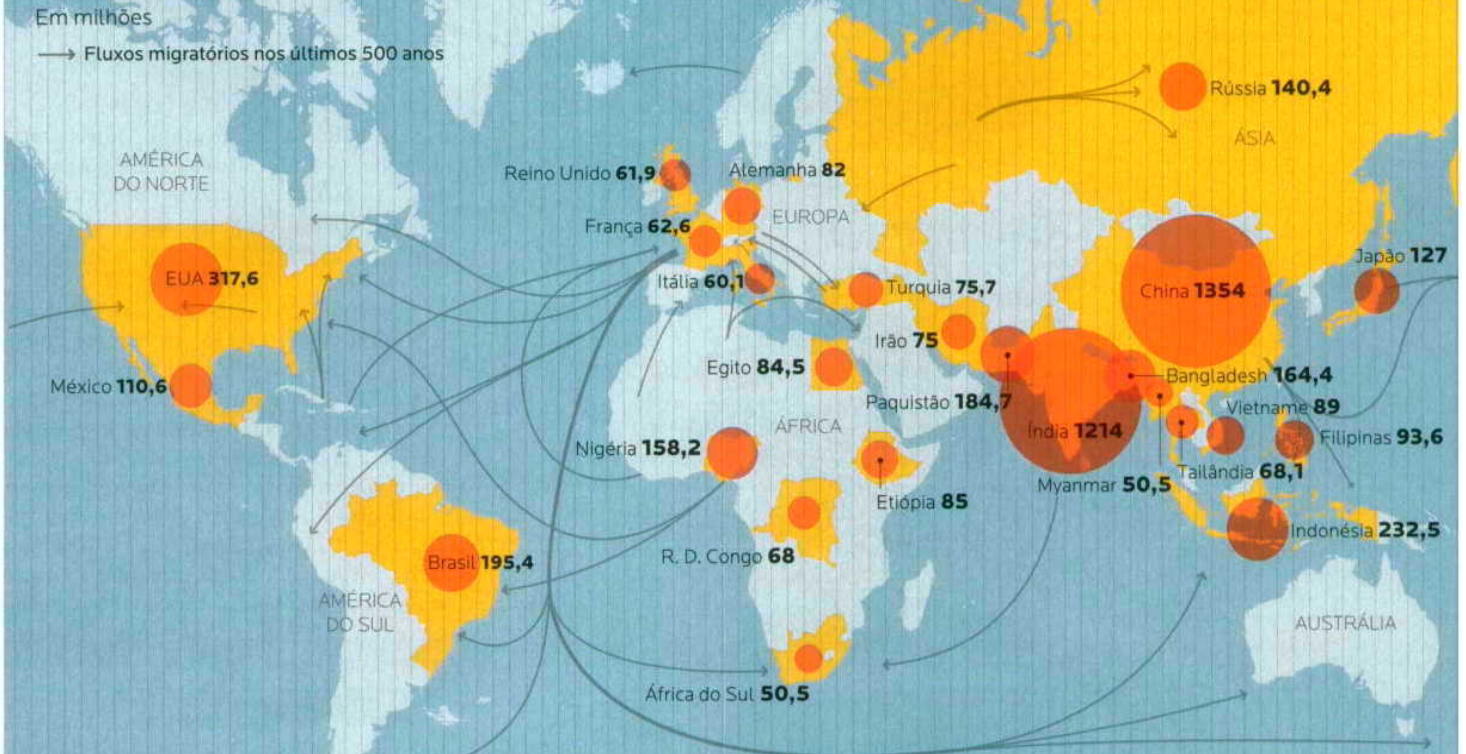 Em milhões
Fluxos migratórios nos últimos 500 anos
Rússia 140,4
ÁSIA
AMÉRICA
DO NORTE
Reino Unido 61,9
Alemanha 82
EUROPA
França 62,6
Japão 127
EUA 317,6
Itália 60,1
Turquia 75,7
China 1354
Irão 75
Egito 84,5
México 110,6
Bangladesh 164,4
Paquistão 184,7
Vietname 89
ÁFRICA
Índia 1214
Filipinas 93,6
Nigéria 158,2
Tailândia 68,1
Myanmar 50,5
Etiópia 85
Indonésia 232,5
R. D. Congo 68
Brasil 195,4
AMÉRICA
DO SUL
AUSTRÁLIA
África do Sul 50,5